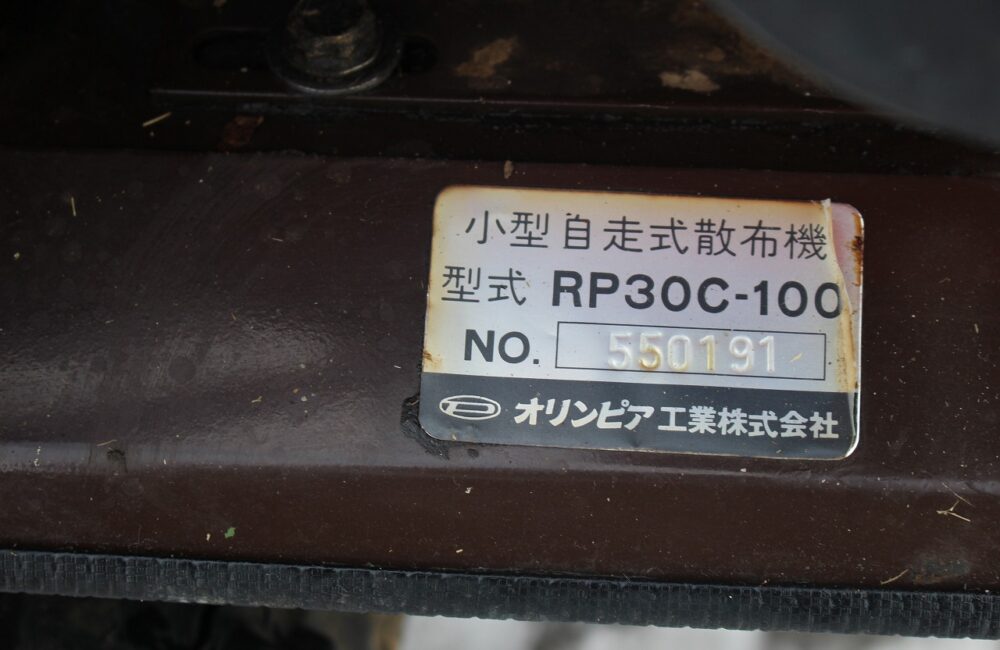 小型自走式散布機
型式 RP30C-100
NO. 550191
オリンピア工業株式会社